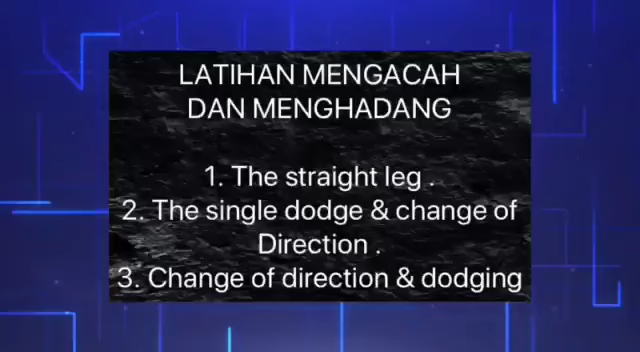 LATIHAN MENGACAH
DAN MENGHADANG
1. The straight leg .
2. The single dodge & change of
Direction .
3. Change of direction & dodging